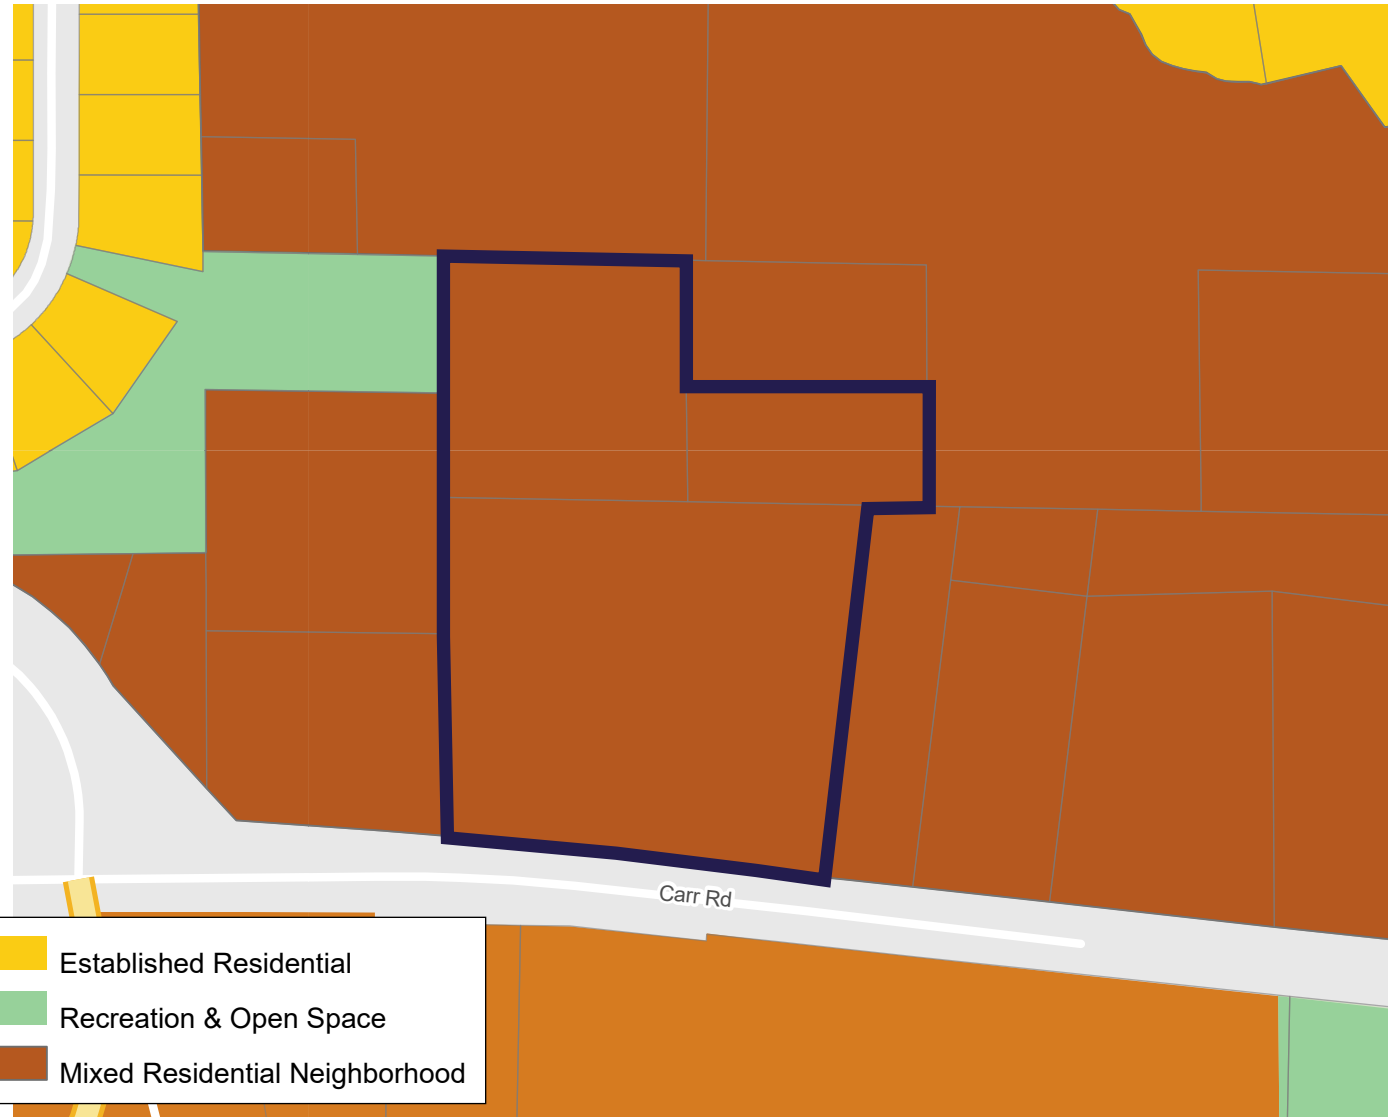 Carr Rd
Established Residential
Recreation & Open Space
Mixed Residential Neighborhood